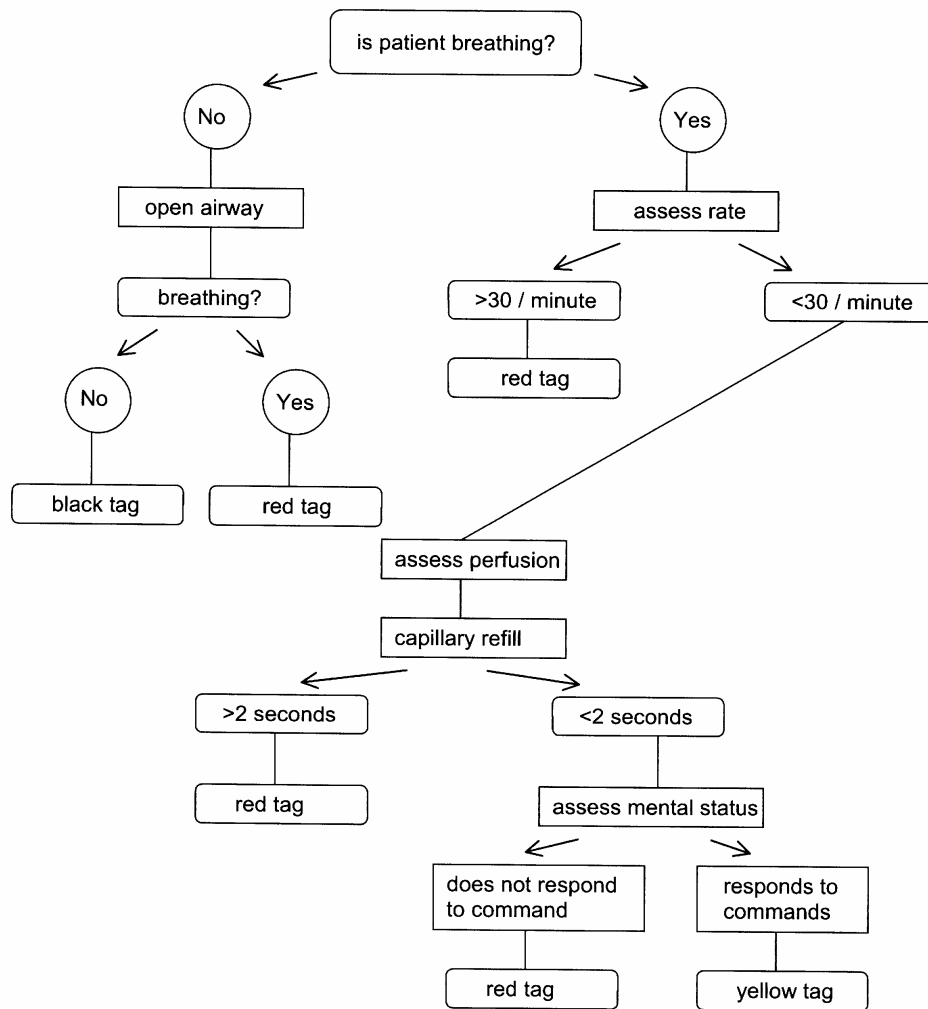 is patient breathing?
No
Yes
open airway
assess rate
breathing?
>30 / minute
<30 / minute
red tag
No
Yes
black tag
red tag
assess perfusion
capillary refill
>2 seconds
<2 seconds
red tag
assess mental status
does not respond
to command
responds to
commands
red tag
yellow tag